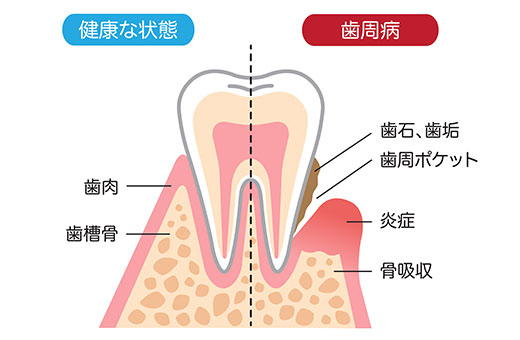 健康な状態
歯周病
歯石、歯垢
歯周ポケット
歯肉
歯槽骨
炎症
骨吸収